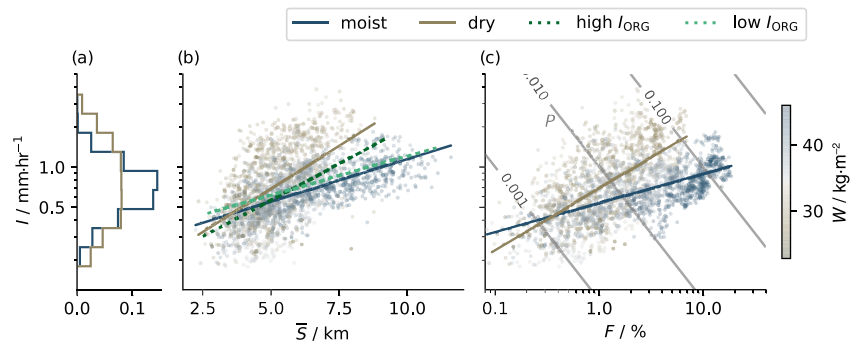 moist dry high I_ORG low I_ORG
(a) (b) (c)
I / mm·hr⁻¹
1.0
0.5
0.0 0.1
2.5 5.0 7.5 10.0
S̅ / km
0.010
0.100
0.001
P
0.1 1.0 10.0
F / %
40
30
W / kg·m⁻²